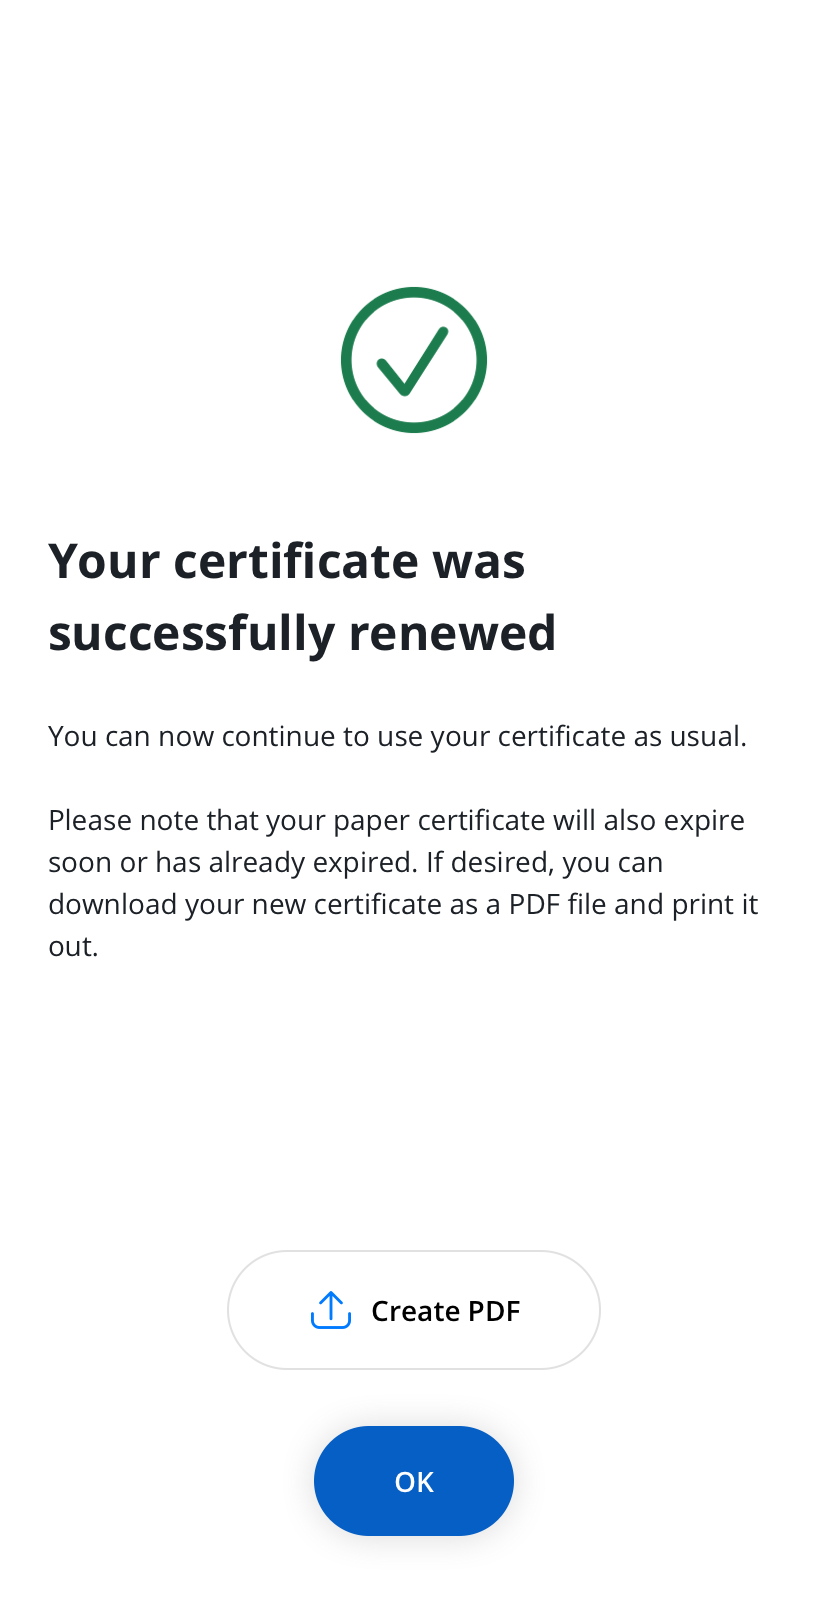 Your certificate was
successfully renewed
You can now continue to use your certificate as usual.
Please note that your paper certificate will also expire
soon or has already expired. If desired, you can
download your new certificate as a PDF file and print it
out.
Create PDF
OK